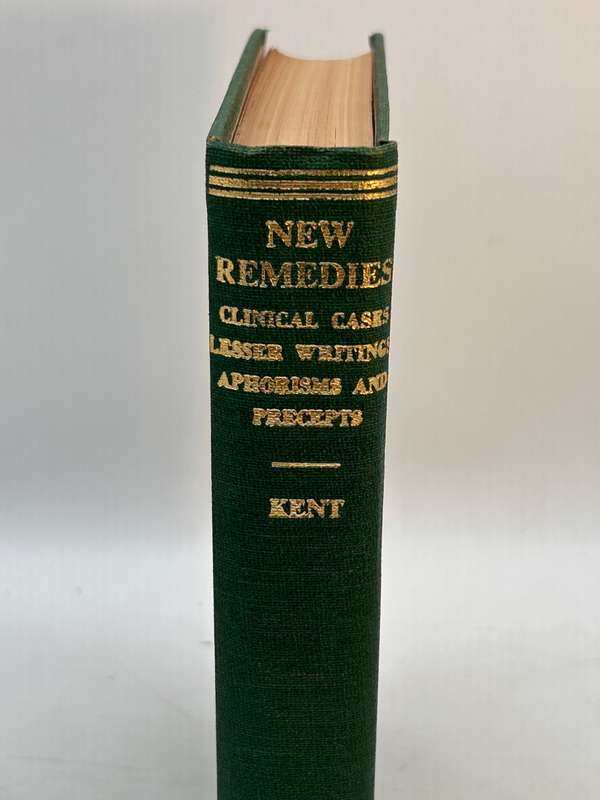 NEW
REMEDIES
CLINICAL CASES
LESSER WRITINGS
APHORISMS AND
PRECEPTS
KENT